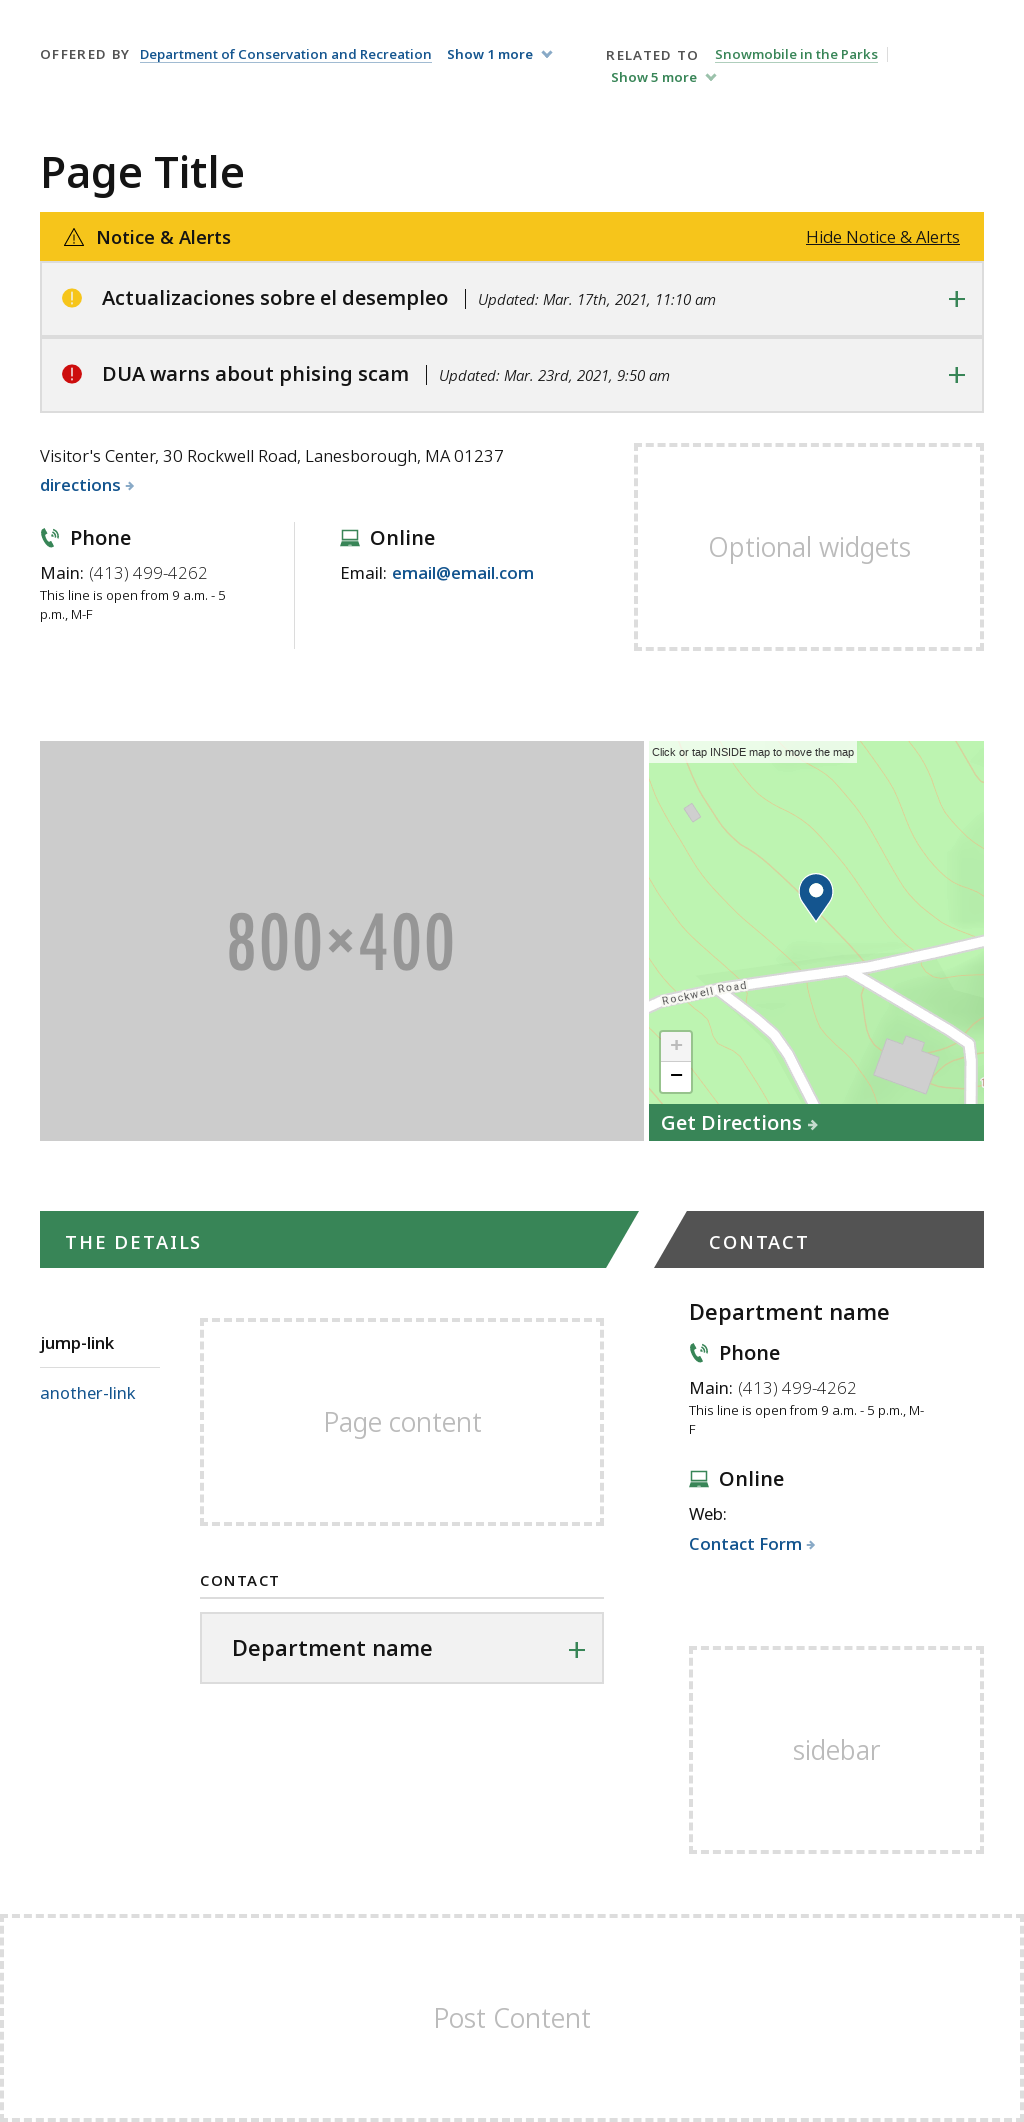 OFFERED BY Department of Conservation and Recreation Show 1 more
RELATED TO Snowmobile in the Parks
Show 5 more
Page Title
Notice & Alerts Hide Notice & Alerts
Actualizaciones sobre el desempleo Updated: Mar. 17th, 2021, 11:10 am
DUA warns about phising scam Updated: Mar. 23rd, 2021, 9:50 am
Visitor's Center, 30 Rockwell Road, Lanesborough, MA 01237
directions
Phone
Main: (413) 499-4262
This line is open from 9 a.m. - 5
p.m., M-F
Online
Email: email@email.com
Optional widgets
800×400
Click or tap INSIDE map to move the map
Rockwell Road
+
−
Get Directions
THE DETAILS
CONTACT
jump-link
another-link
Page content
CONTACT
Department name
Department name
Phone
Main: (413) 499-4262
This line is open from 9 a.m. - 5 p.m., M-
F
Online
Web:
Contact Form
sidebar
Post Content